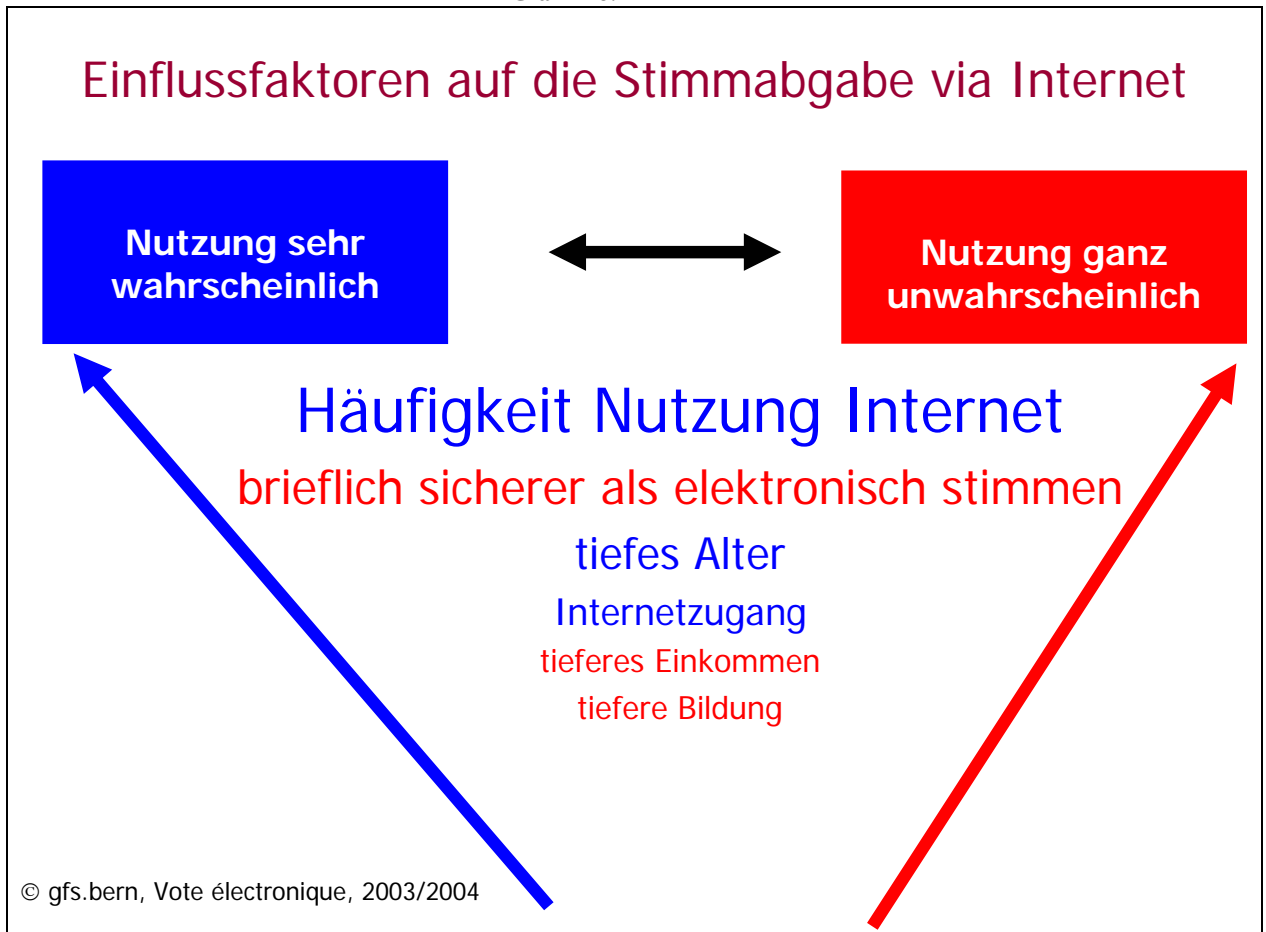 Einflussfaktoren auf die Stimmabgabe via Internet
Nutzung sehr
wahrscheinlich
Nutzung ganz
unwahrscheinlich
Häufigkeit Nutzung Internet
brieflich sicherer als elektronisch stimmen
tiefes Alter
Internetzugang
tieferes Einkommen
tiefere Bildung
© gfs.bern, Vote électronique, 2003/2004